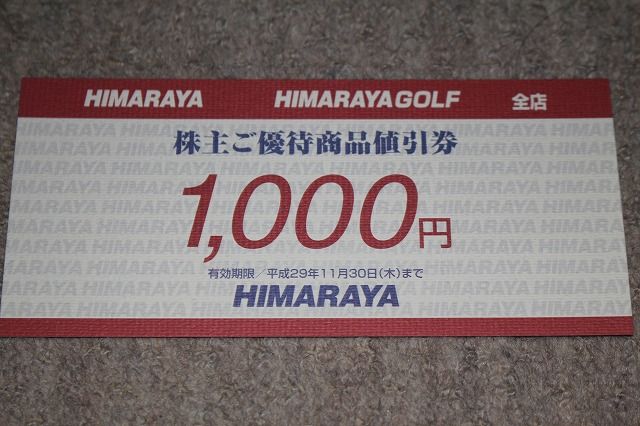 HIMARAYA HIMARAYAGOLF 全店
株主ご優待商品値引券
1,000円
有効期限/平成29年11月30日(木)まで
HIMARAYA